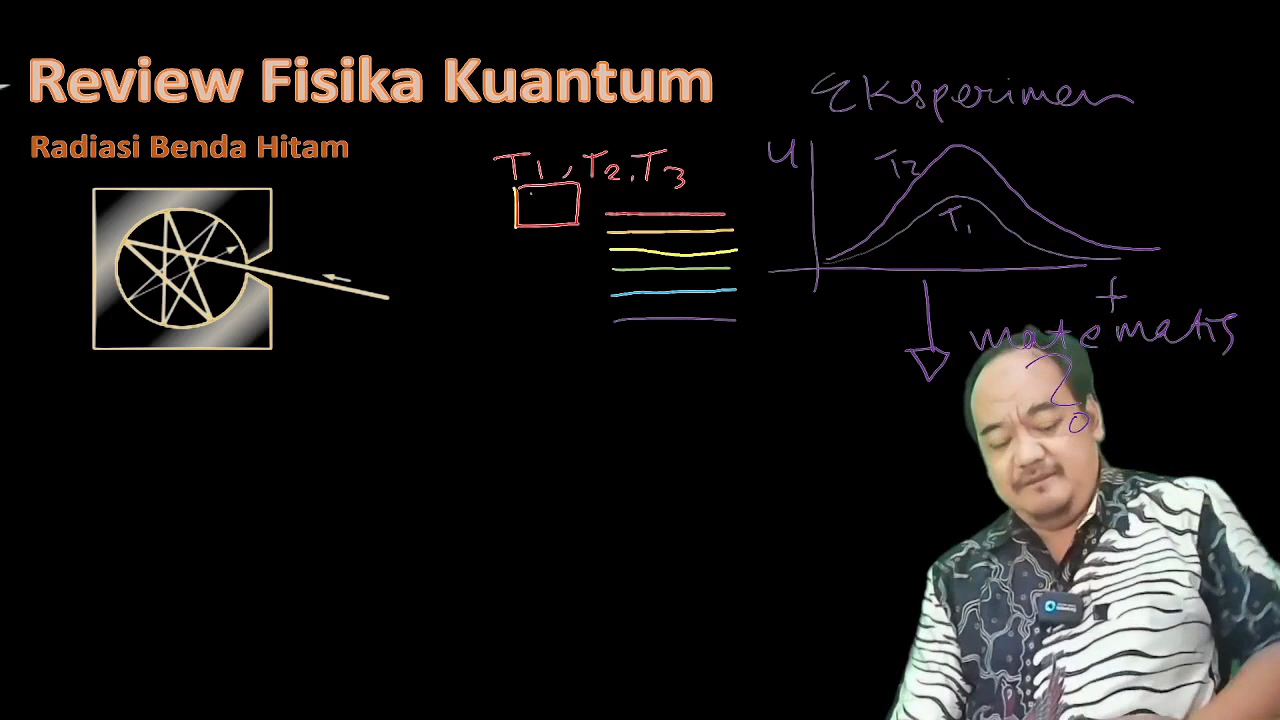 Review Fisika Kuantum
Radiasi Benda Hitam
Eksperimen
T1, T2, T3
u
T2
T1
f
matematis
?